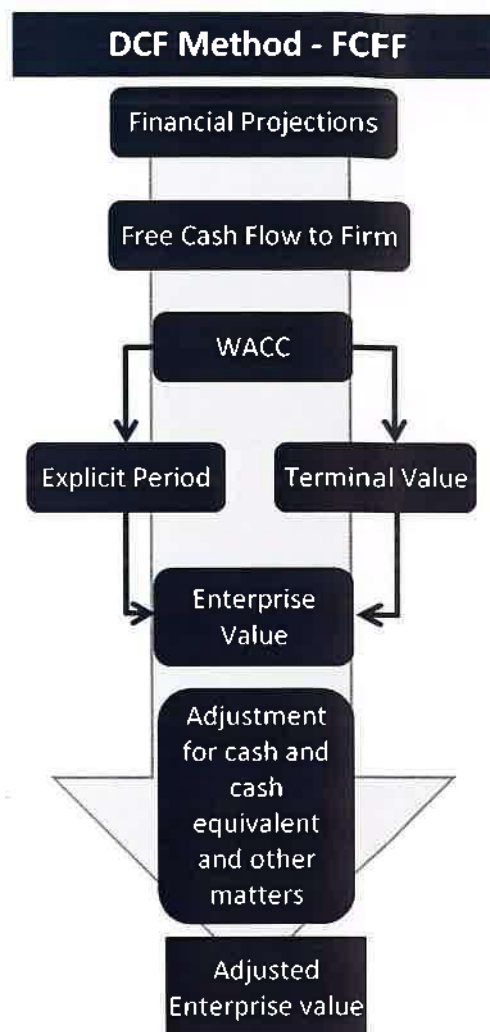 DCF Method - FCFF
Financial Projections
Free Cash Flow to Firm
WACC
Explicit Period
Terminal Value
Enterprise
Value
Adjustment
for cash and
cash
equivalent
and other
matters
Adjusted
Enterprise value